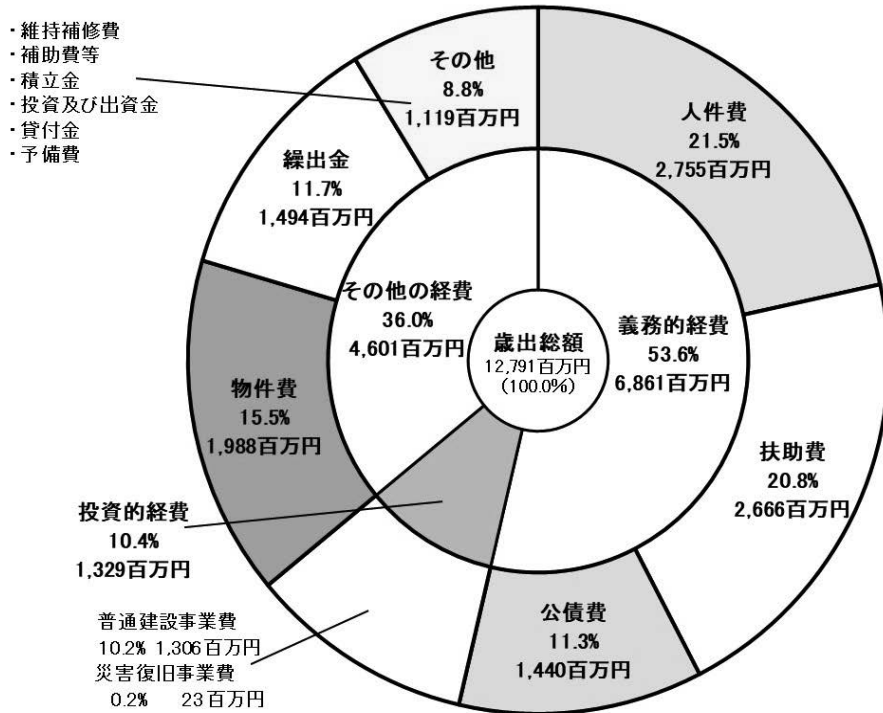 ・維持補修費
・補助費等
・積立金
・投資及び出資金
・貸付金
・予備費
その他
8.8%
1,119百万円
人件費
21.5%
2,755百万円
繰出金
11.7%
1,494百万円
その他の経費
36.0%
4,601百万円
歳出総額
12,791百万円
(100.0%)
義務的経費
53.6%
6,861百万円
物件費
15.5%
1,988百万円
扶助費
20.8%
2,666百万円
投資的経費
10.4%
1,329百万円
公債費
11.3%
1,440百万円
普通建設事業費
10.2% 1,306百万円
災害復旧事業費
0.2% 23百万円